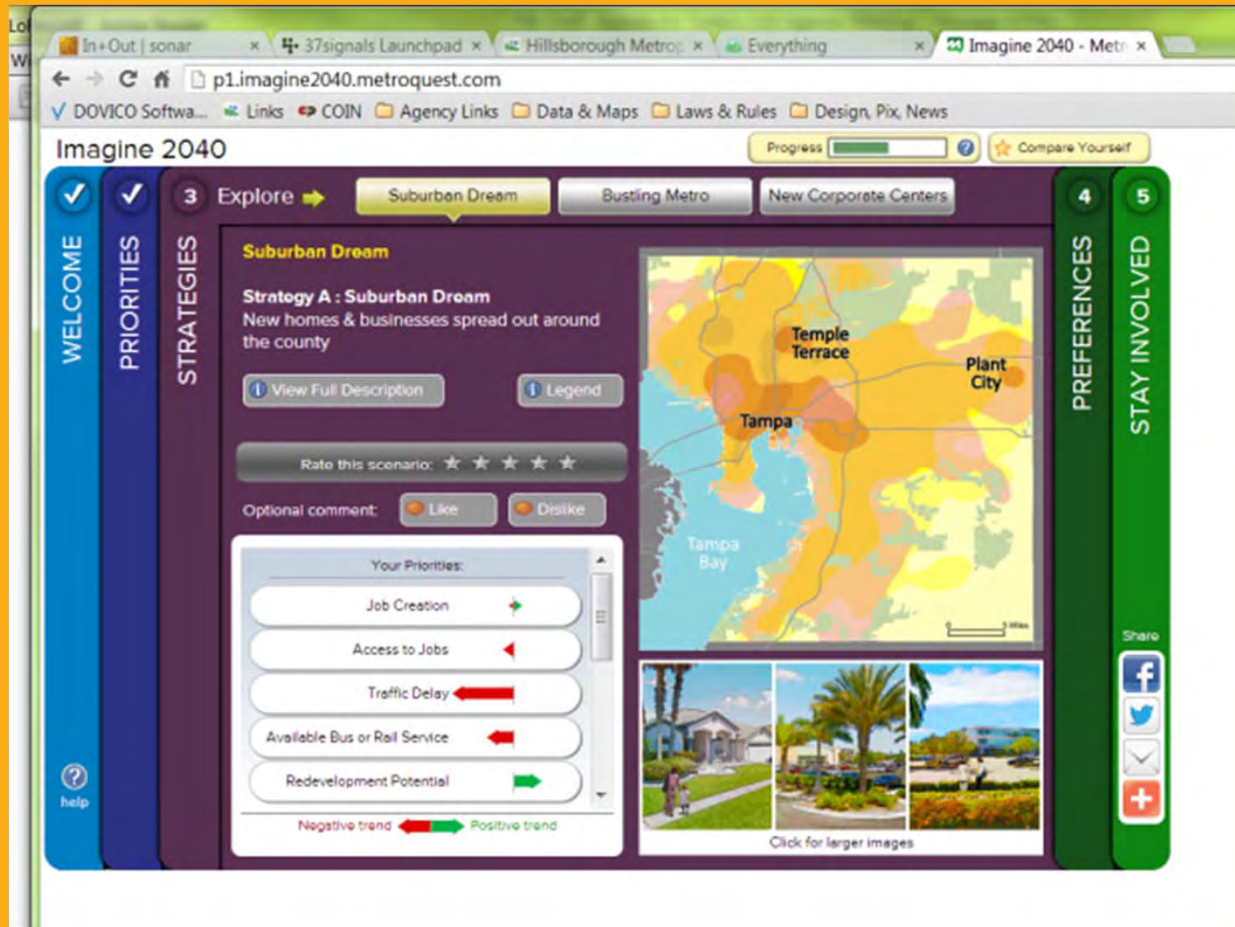 In+Out | sonar
37signals Launchpad
Hillsborough Metrop
Everything
Imagine 2040 - Metr
p1.imagine2040.metroquest.com
DOVICO Softwa... Links COIN Agency Links Data & Maps Laws & Rules Design, Pix, News
Imagine 2040
Progress
Compare Yourself
WELCOME
help
PRIORITIES
3
STRATEGIES
Explore
Suburban Dream
Bustling Metro
New Corporate Centers
Suburban Dream
Strategy A : Suburban Dream
New homes & businesses spread out around
the county
View Full Description
Legend
Rate this scenario:
Optional comment:
Like
Dislike
Your Priorities:
Job Creation
Access to Jobs
Traffic Delay
Available Bus or Rail Service
Redevelopment Potential
Negative trend
Positive trend
Temple
Terrace
Plant
City
Tampa
Tampa
Bay
5 Miles
Click for larger images
4
PREFERENCES
5
STAY INVOLVED
Share